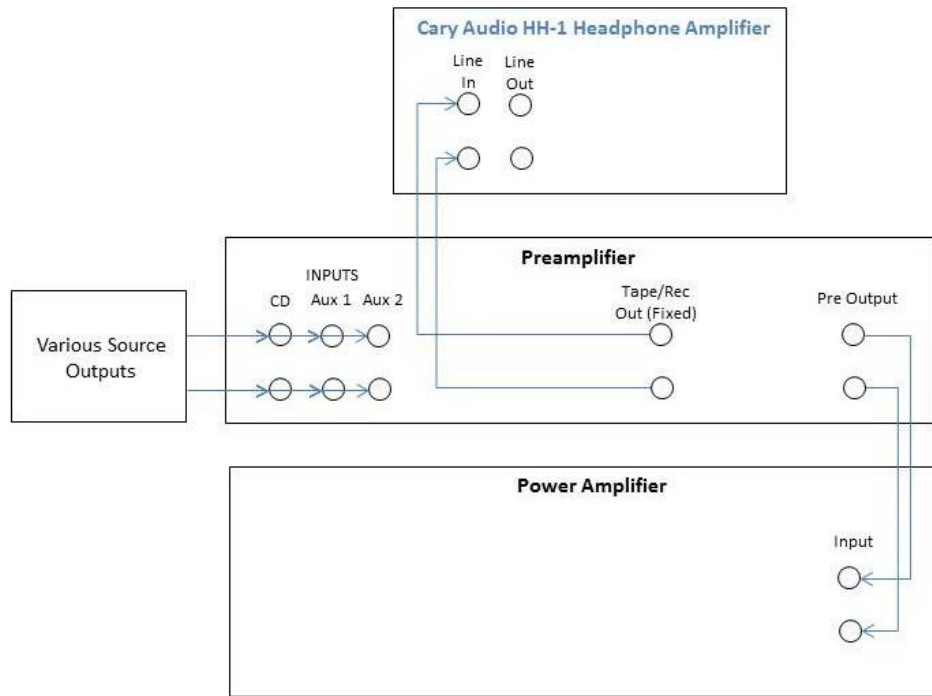 Cary Audio HH-1 Headphone Amplifier
Line
In
Line
Out
Preamplifier
INPUTS
CD
Aux 1
Aux 2
Tape/Rec
Out (Fixed)
Pre Output
Various Source
Outputs
Power Amplifier
Input